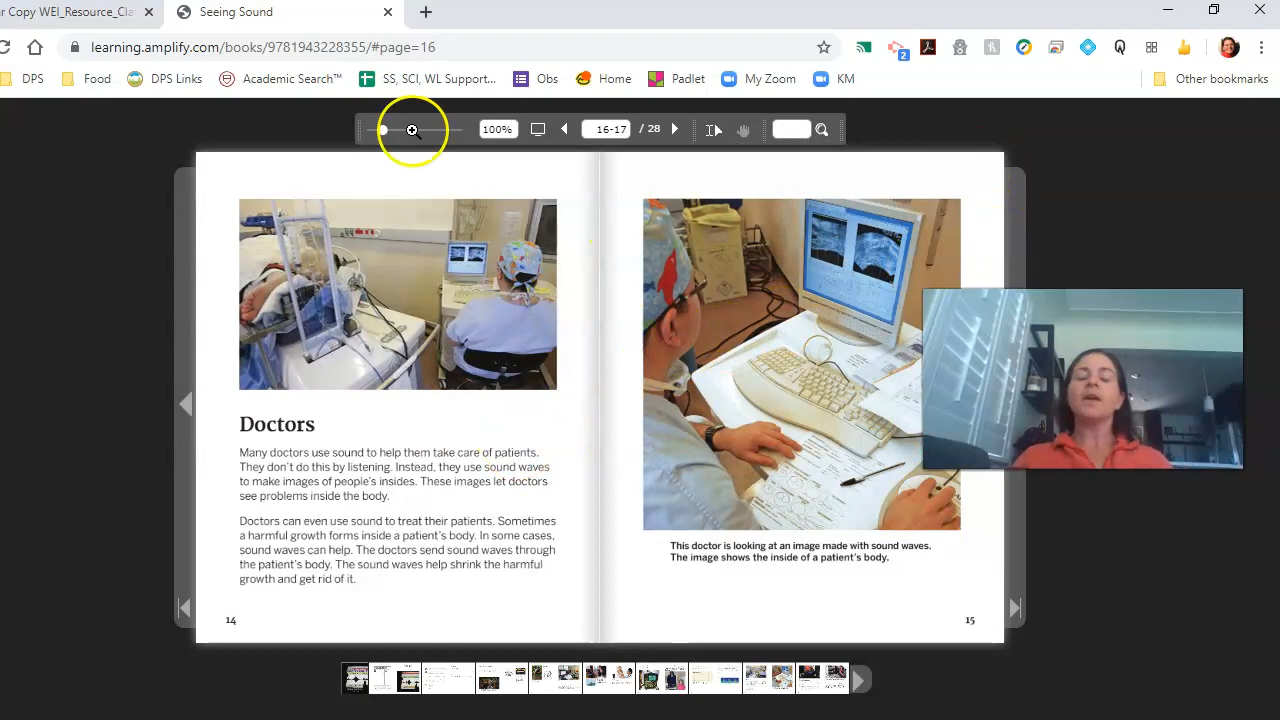 ar Copy WEI_Resource_Cla
Seeing Sound
learning.amplify.com/books/9781943228355/#page=16
2
DPS
Food
DPS Links
Academic Search™
SS, SCI, WL Support...
Obs
Home
Padlet
My Zoom
KM
Other bookmarks
100%
16-17 / 28
Doctors
Many doctors use sound to help them take care of patients.
They don't do this by listening. Instead, they use sound waves
to make images of people's insides. These images let doctors
see problems inside the body.
Doctors can even use sound to treat their patients. Sometimes
a harmful growth forms inside a patient's body. In some cases,
sound waves can help. The doctors send sound waves through
the patient's body. The sound waves help shrink the harmful
growth and get rid of it.
14
This doctor is looking at an image made with sound waves.
The image shows the inside of a patient's body.
15